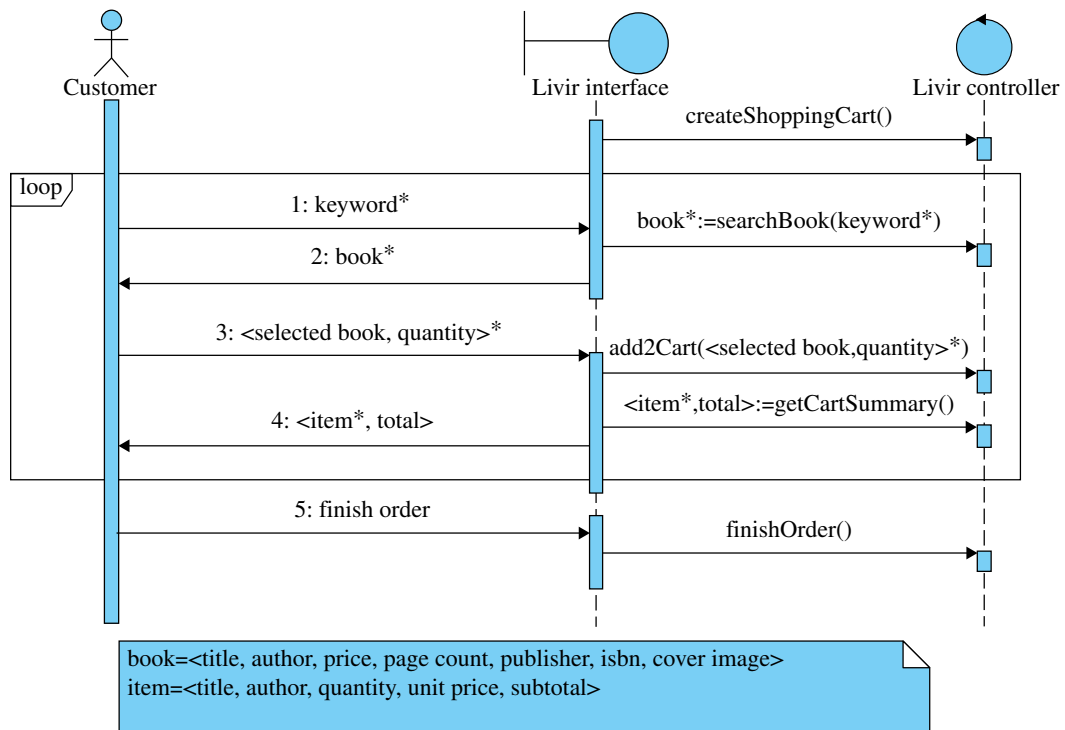 Customer
Livir interface
Livir controller
createShoppingCart()
loop
1: keyword*
book*:=searchBook(keyword*)
2: book*
3: <selected book, quantity>*
add2Cart(<selected book,quantity>*)
<item*,total>:=getCartSummary()
4: <item*, total>
5: finish order
finishOrder()
book=<title, author, price, page count, publisher, isbn, cover image>
item=<title, author, quantity, unit price, subtotal>